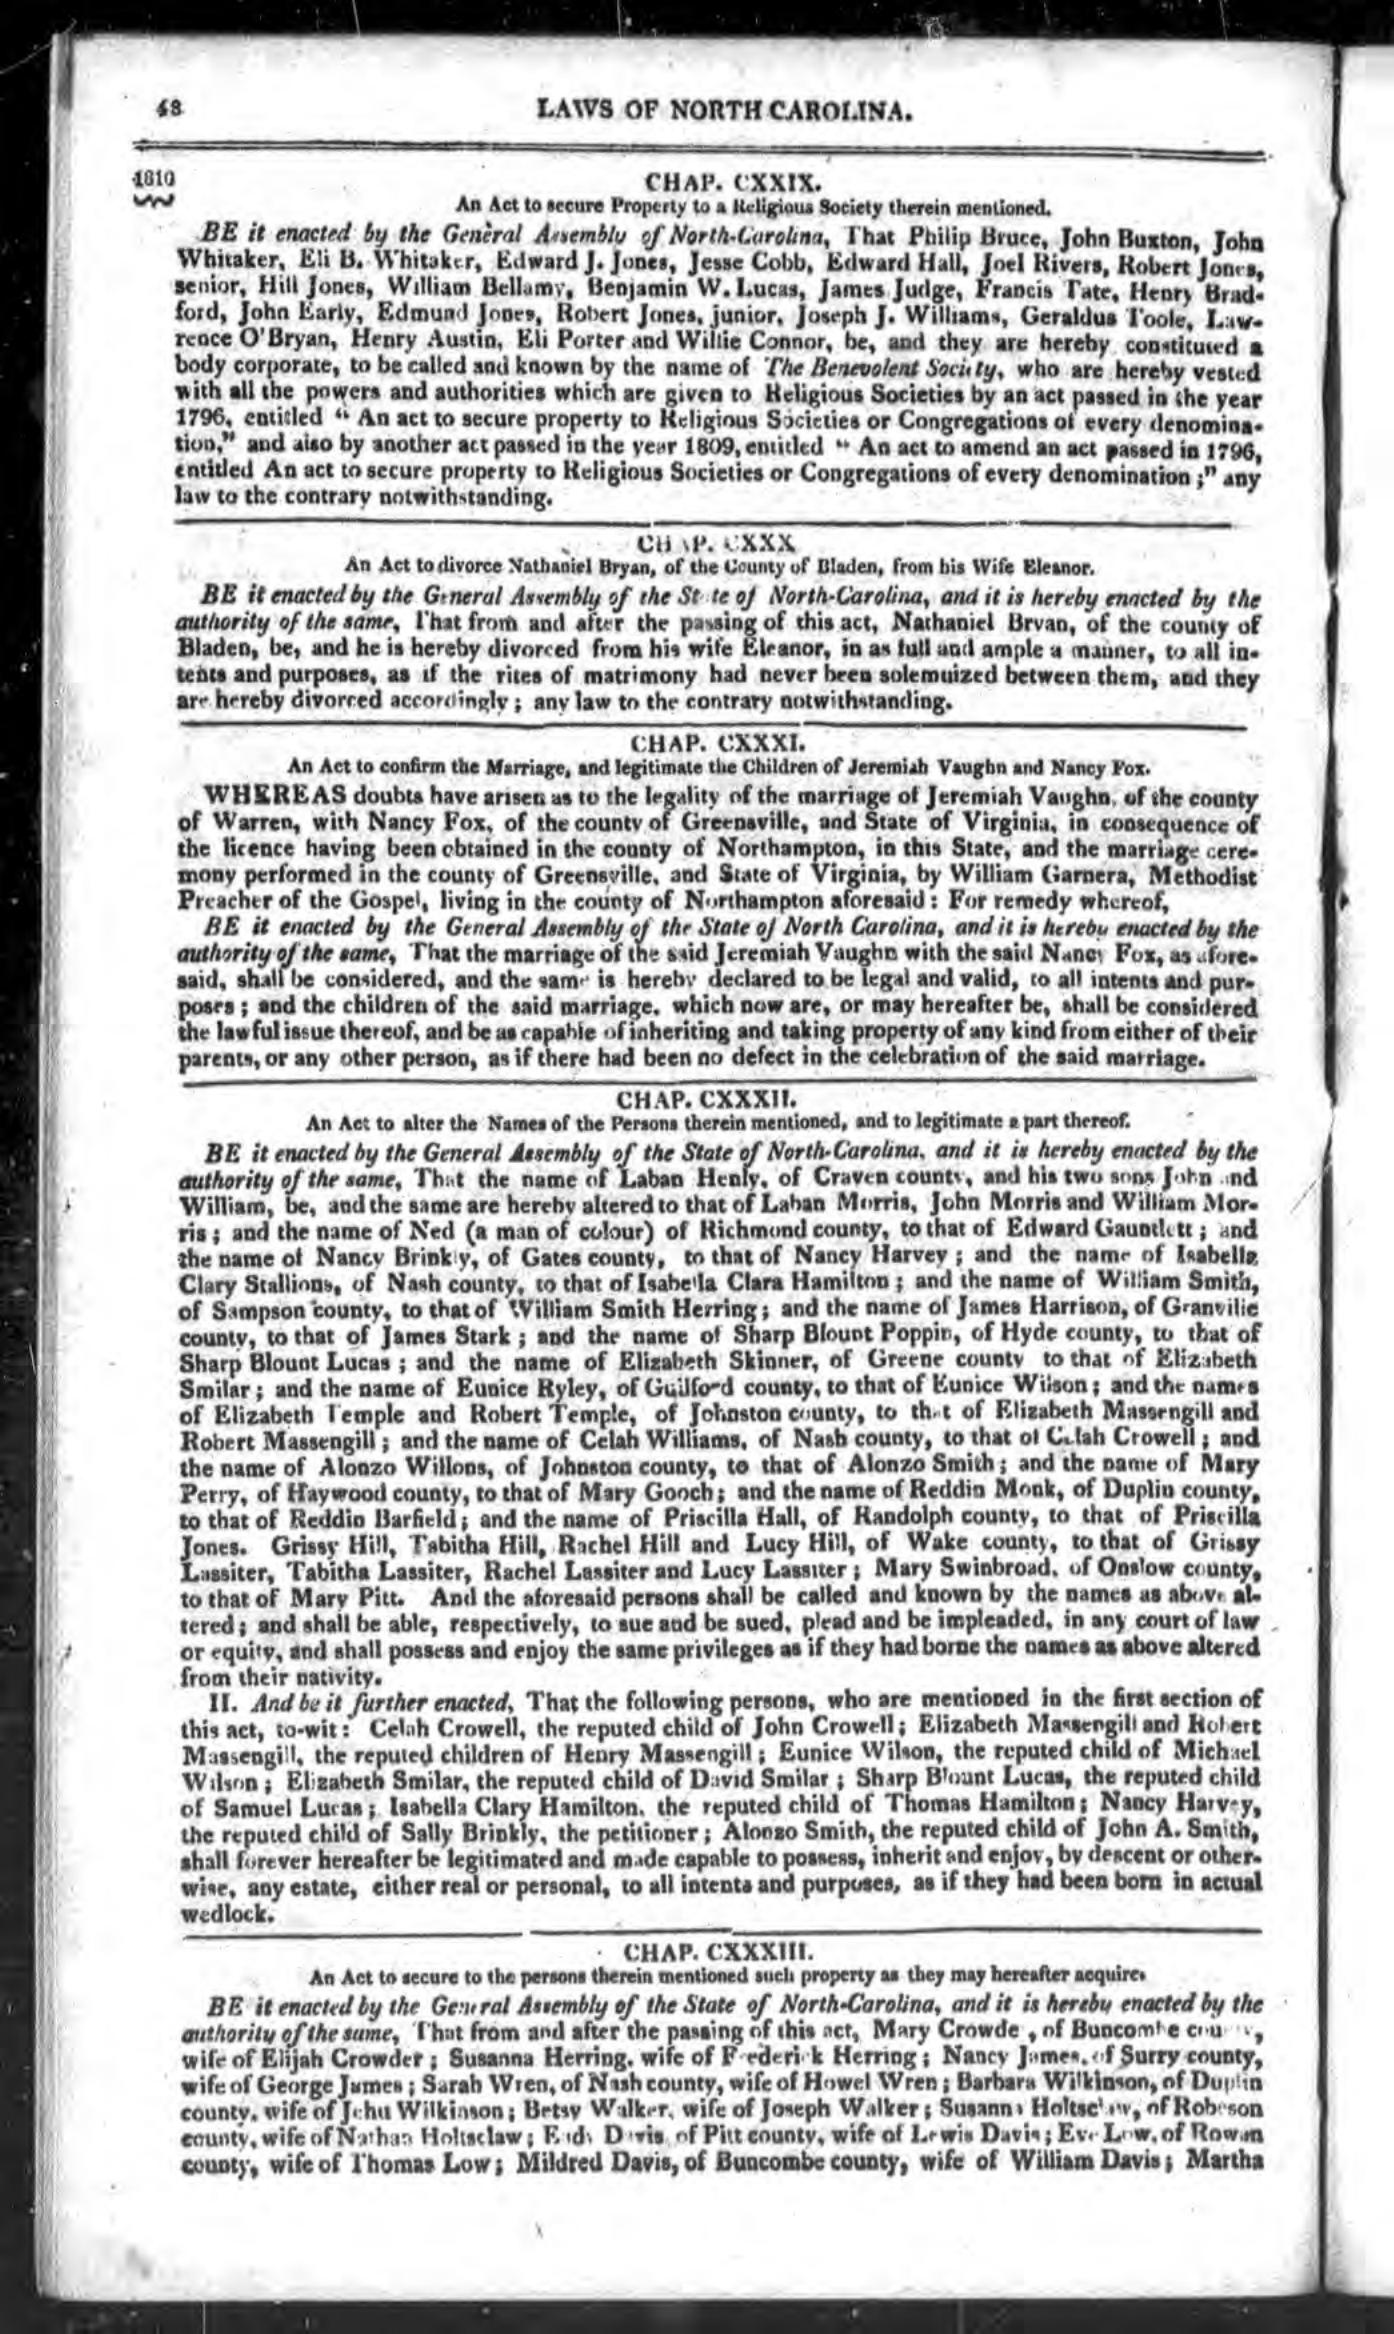 48
LAWS OF NORTH CAROLINA.
1810
CHAP. CXXIX.
An Act to secure Property to a Religious Society therein mentioned.
BE it enacted by the General Assembly of North-Carolina, That Philip Bruce, John Buxton, John
Whitaker, Eli B. Whitaker, Edward J. Jones, Jesse Cobb, Edward Hall, Joel Rivers, Robert Jones,
senior, Hill Jones, William Bellamy, Benjamin W. Lucas, James Judge, Francis Tate, Henry Brad-
ford, John Early, Edmund Jones, Robert Jones, junior, Joseph J. Williams, Geraldus Toole, Law-
rence O'Bryan, Henry Austin, Eli Porter and Willie Connor, be, and they are hereby constituted a
body corporate, to be called and known by the name of The Benevolent Society, who are hereby vested
with all the powers and authorities which are given to Religious Societies by an act passed in the year
1796, entitled “ An act to secure property to Religious Societies or Congregations of every denomina-
tion,” and also by another act passed in the year 1809, entitled “ An act to amend an act passed in 1796,
entitled An act to secure property to Religious Societies or Congregations of every denomination ;” any
law to the contrary notwithstanding.
CHAP. CXXX
An Act to divorce Nathaniel Bryan, of the County of Bladen, from his Wife Eleanor.
BE it enacted by the General Assembly of the State of North-Carolina, and it is hereby enacted by the
authority of the same, That from and after the passing of this act, Nathaniel Bryan, of the county of
Bladen, be, and he is hereby divorced from his wife Eleanor, in as full and ample a manner, to all in-
tents and purposes, as if the rites of matrimony had never been solemnized between them, and they
are hereby divorced accordingly ; any law to the contrary notwithstanding.
CHAP. CXXXI.
An Act to confirm the Marriage, and legitimate the Children of Jeremiah Vaughn and Nancy Fox.
WHEREAS doubts have arisen as to the legality of the marriage of Jeremiah Vaughn, of the county
of Warren, with Nancy Fox, of the county of Greensville, and State of Virginia, in consequence of
the licence having been obtained in the county of Northampton, in this State, and the marriage cere-
mony performed in the county of Greensville, and State of Virginia, by William Garnera, Methodist
Preacher of the Gospel, living in the county of Northampton aforesaid : For remedy whereof,
BE it enacted by the General Assembly of the State of North Carolina, and it is hereby enacted by the
authority of the same, That the marriage of the said Jeremiah Vaughn with the said Nancy Fox, as afore-
said, shall be considered, and the same is hereby declared to be legal and valid, to all intents and pur-
poses ; and the children of the said marriage, which now are, or may hereafter be, shall be considered
the lawful issue thereof, and be as capable of inheriting and taking property of any kind from either of their
parents, or any other person, as if there had been no defect in the celebration of the said marriage.
CHAP. CXXXII.
An Act to alter the Names of the Persons therein mentioned, and to legitimate a part thereof.
BE it enacted by the General Assembly of the State of North-Carolina, and it is hereby enacted by the
authority of the same, That the name of Laban Henly, of Craven county, and his two sons John and
William, be, and the same are hereby altered to that of Laban Morris, John Morris and William Mor-
ris ; and the name of Ned (a man of colour) of Richmond county, to that of Edward Gauntlett ; and
the name of Nancy Brinkly, of Gates county, to that of Nancy Harvey ; and the name of Isabella
Clary Stallions, of Nash county, to that of Isabella Clara Hamilton ; and the name of William Smith,
of Sampson county, to that of William Smith Herring ; and the name of James Harrison, of Granville
county, to that of James Stark ; and the name of Sharp Blount Poppin, of Hyde county, to that of
Sharp Blount Lucas ; and the name of Elizabeth Skinner, of Greene county to that of Elizabeth
Smilar ; and the name of Eunice Ryley, of Guilford county, to that of Eunice Wilson ; and the names
of Elizabeth Temple and Robert Temple, of Johnston county, to that of Elizabeth Massengill and
Robert Massengill ; and the name of Celah Williams, of Nash county, to that of Celah Crowell ; and
the name of Alonzo Willons, of Johnston county, to that of Alonzo Smith ; and the name of Mary
Perry, of Haywood county, to that of Mary Gooch ; and the name of Reddin Monk, of Duplin county,
to that of Reddin Barfield ; and the name of Priscilla Hall, of Randolph county, to that of Priscilla
Jones. Grissy Hill, Tabitha Hill, Rachel Hill and Lucy Hill, of Wake county, to that of Grissy
Lassiter, Tabitha Lassiter, Rachel Lassiter and Lucy Lassiter ; Mary Swinbroad, of Onslow county,
to that of Mary Pitt. And the aforesaid persons shall be called and known by the names as above al-
tered ; and shall be able, respectively, to sue and be sued, plead and be impleaded, in any court of law
or equity, and shall possess and enjoy the same privileges as if they had borne the names as above altered
from their nativity.
II. And be it further enacted, That the following persons, who are mentioned in the first section of
this act, to-wit : Celah Crowell, the reputed child of John Crowell ; Elizabeth Massengill and Robert
Massengill, the reputed children of Henry Massengill ; Eunice Wilson, the reputed child of Michael
Wilson ; Elizabeth Smilar, the reputed child of David Smilar ; Sharp Blount Lucas, the reputed child
of Samuel Lucas ; Isabella Clary Hamilton, the reputed child of Thomas Hamilton ; Nancy Harvey,
the reputed child of Sally Brinkly, the petitioner ; Alonzo Smith, the reputed child of John A. Smith,
shall forever hereafter be legitimated and made capable to possess, inherit and enjoy, by descent or other-
wise, any estate, either real or personal, to all intents and purposes, as if they had been born in actual
wedlock.
CHAP. CXXXIII.
An Act to secure to the persons therein mentioned such property as they may hereafter acquire.
BE it enacted by the General Assembly of the State of North-Carolina, and it is hereby enacted by the
authority of the same, That from and after the passing of this act, Mary Crowde , of Buncombe county,
wife of Elijah Crowder ; Susanna Herring, wife of Frederick Herring ; Nancy James, of Surry county,
wife of George James ; Sarah Wren, of Nash county, wife of Howel Wren ; Barbara Wilkinson, of Duplin
county, wife of Jehu Wilkinson ; Betsy Walker, wife of Joseph Walker ; Susanna Holtsclaw, of Robeson
county, wife of Nathan Holtsclaw ; Davis, of Pitt county, wife of Lewis Davis ; Eve Low, of Rowan
county, wife of Thomas Low ; Mildred Davis, of Buncombe county, wife of William Davis ; Martha